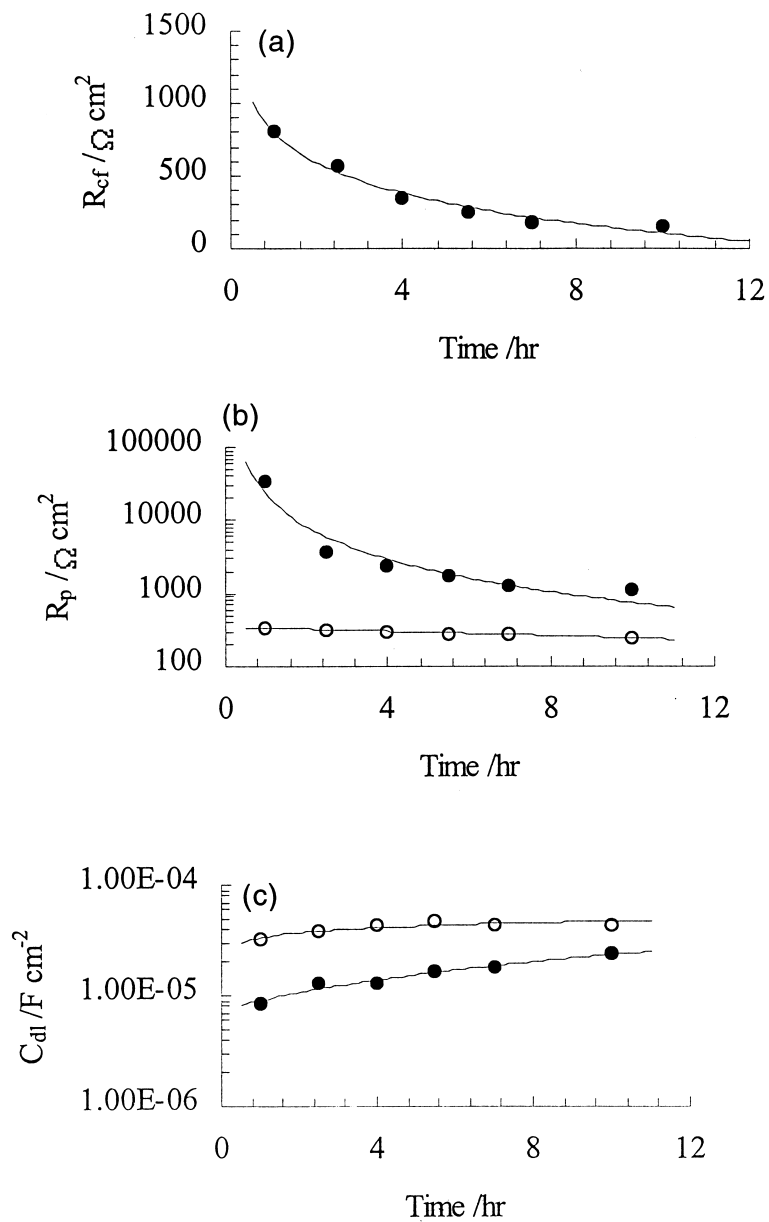 (a)
1500
1000
500
0
R_cf /Ω cm²
0 4 8 12
Time /hr
(b)
100000
10000
1000
100
R_p / Ω cm²
0 4 8 12
Time /hr
(c)
1.00E-04
1.00E-05
1.00E-06
C_dl /F cm⁻²
0 4 8 12
Time /hr